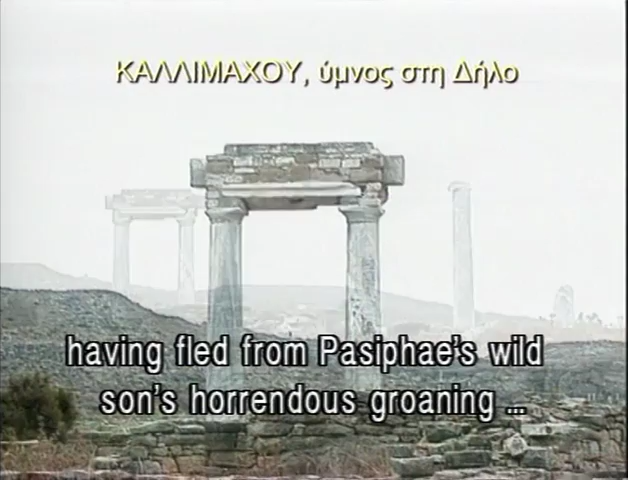 ΚΑΛΛΙΜΑΧΟΥ, ύμνος στη Δήλο
having fled from Pasiphae's wild
son's horrendous groaning ...